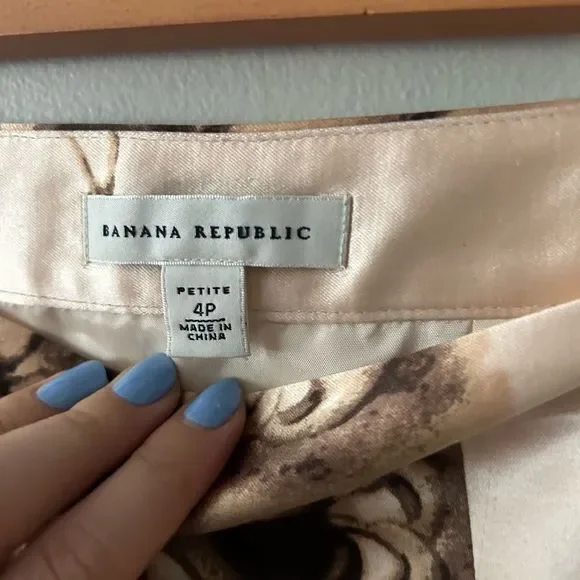 BANANA REPUBLIC
PETITE
4P
MADE IN
CHINA